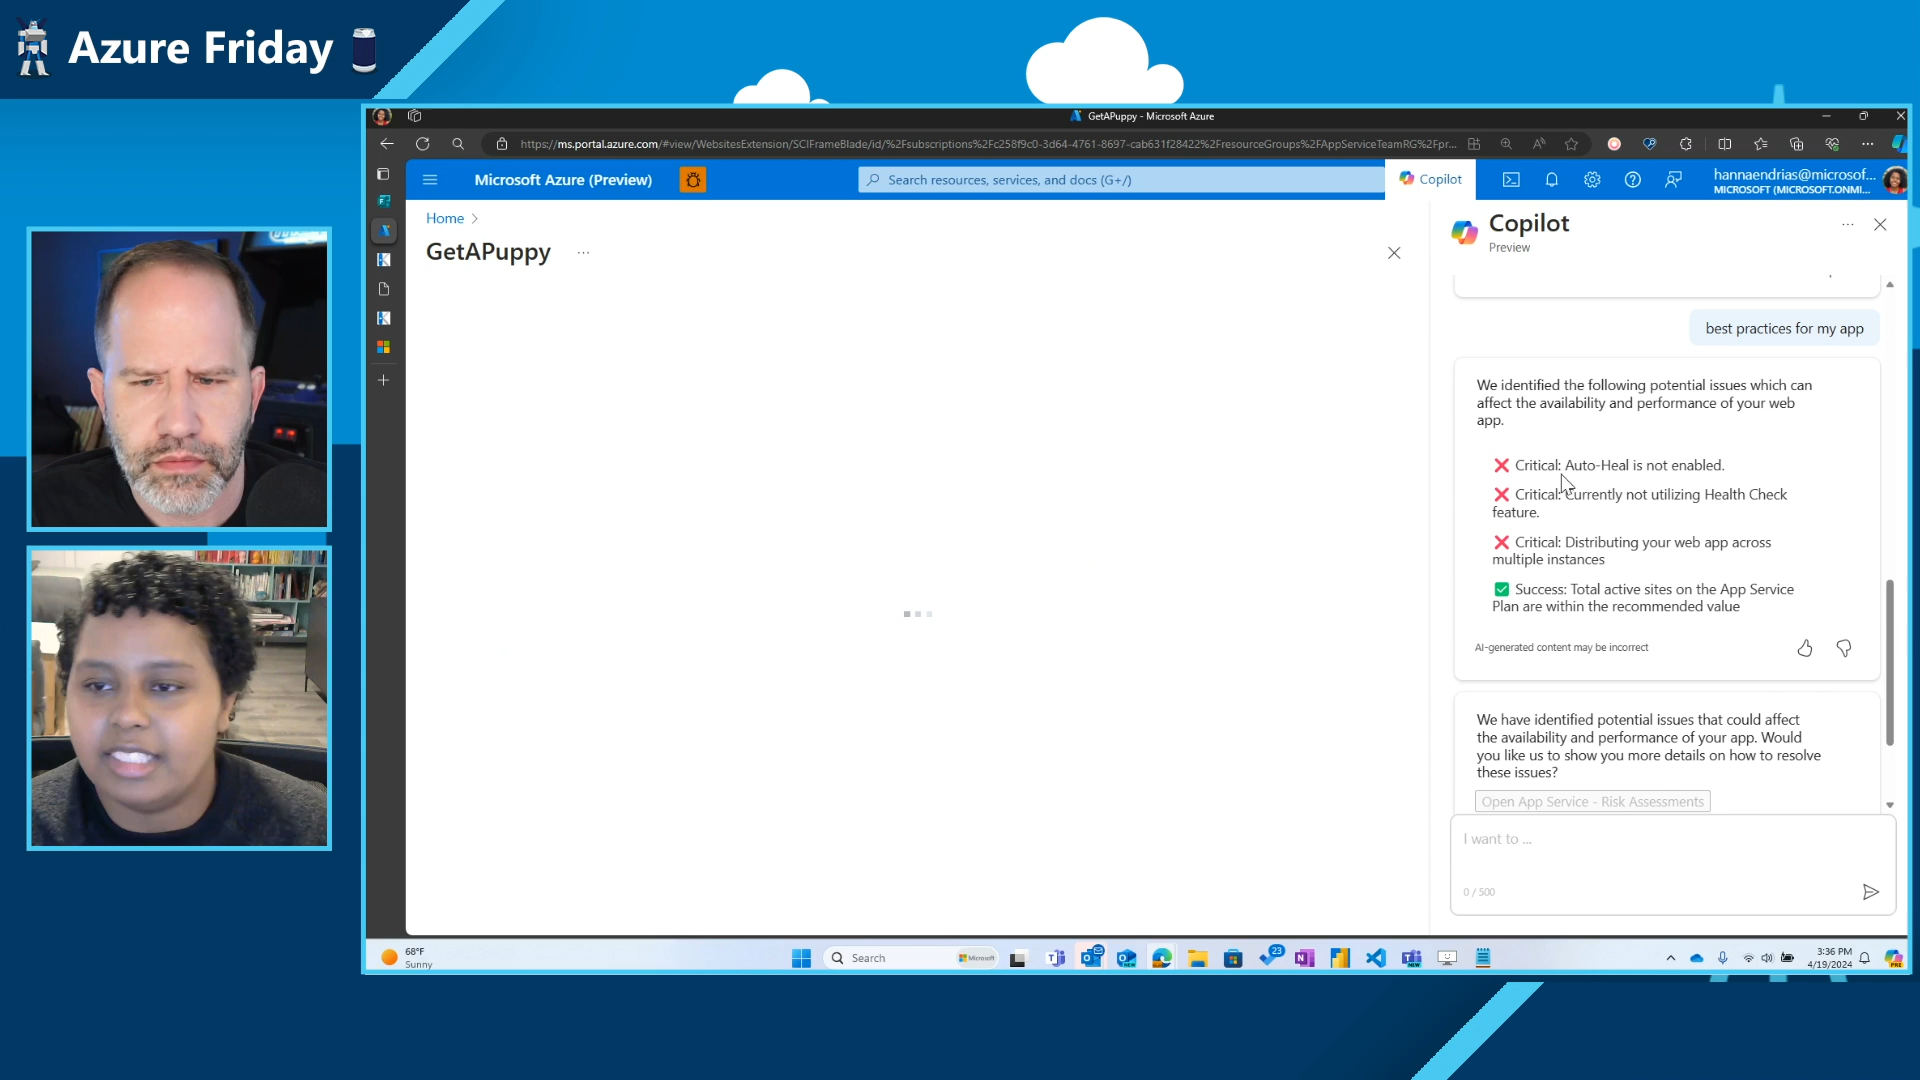 Azure Friday
GetAPuppy - Microsoft Azure
https://ms.portal.azure.com/#view/WebsitesExtension/SCIFrameBlade/id/%2Fsubscriptions%2Fc258f9c0-3d64-4761-8697-cab631f28422%2FresourceGroups%2FAppServiceTeamRG%2Fpr...
Microsoft Azure (Preview)
Search resources, services, and docs (G+/)
Copilot
hannaendrias@microsof...
MICROSOFT (MICROSOFT.ONMI...
Home
GetAPuppy
Copilot
Preview
best practices for my app
We identified the following potential issues which can
affect the availability and performance of your web
app.
❌ Critical: Auto-Heal is not enabled.
❌ Critical: Currently not utilizing Health Check
feature.
❌ Critical: Distributing your web app across
multiple instances
✅ Success: Total active sites on the App Service
Plan are within the recommended value
AI-generated content may be incorrect
We have identified potential issues that could affect
the availability and performance of your app. Would
you like us to show you more details on how to resolve
these issues?
Open App Service - Risk Assessments
I want to ...
0 / 500
68°F
Sunny
Search
Microsoft
23
3:36 PM
4/19/2024